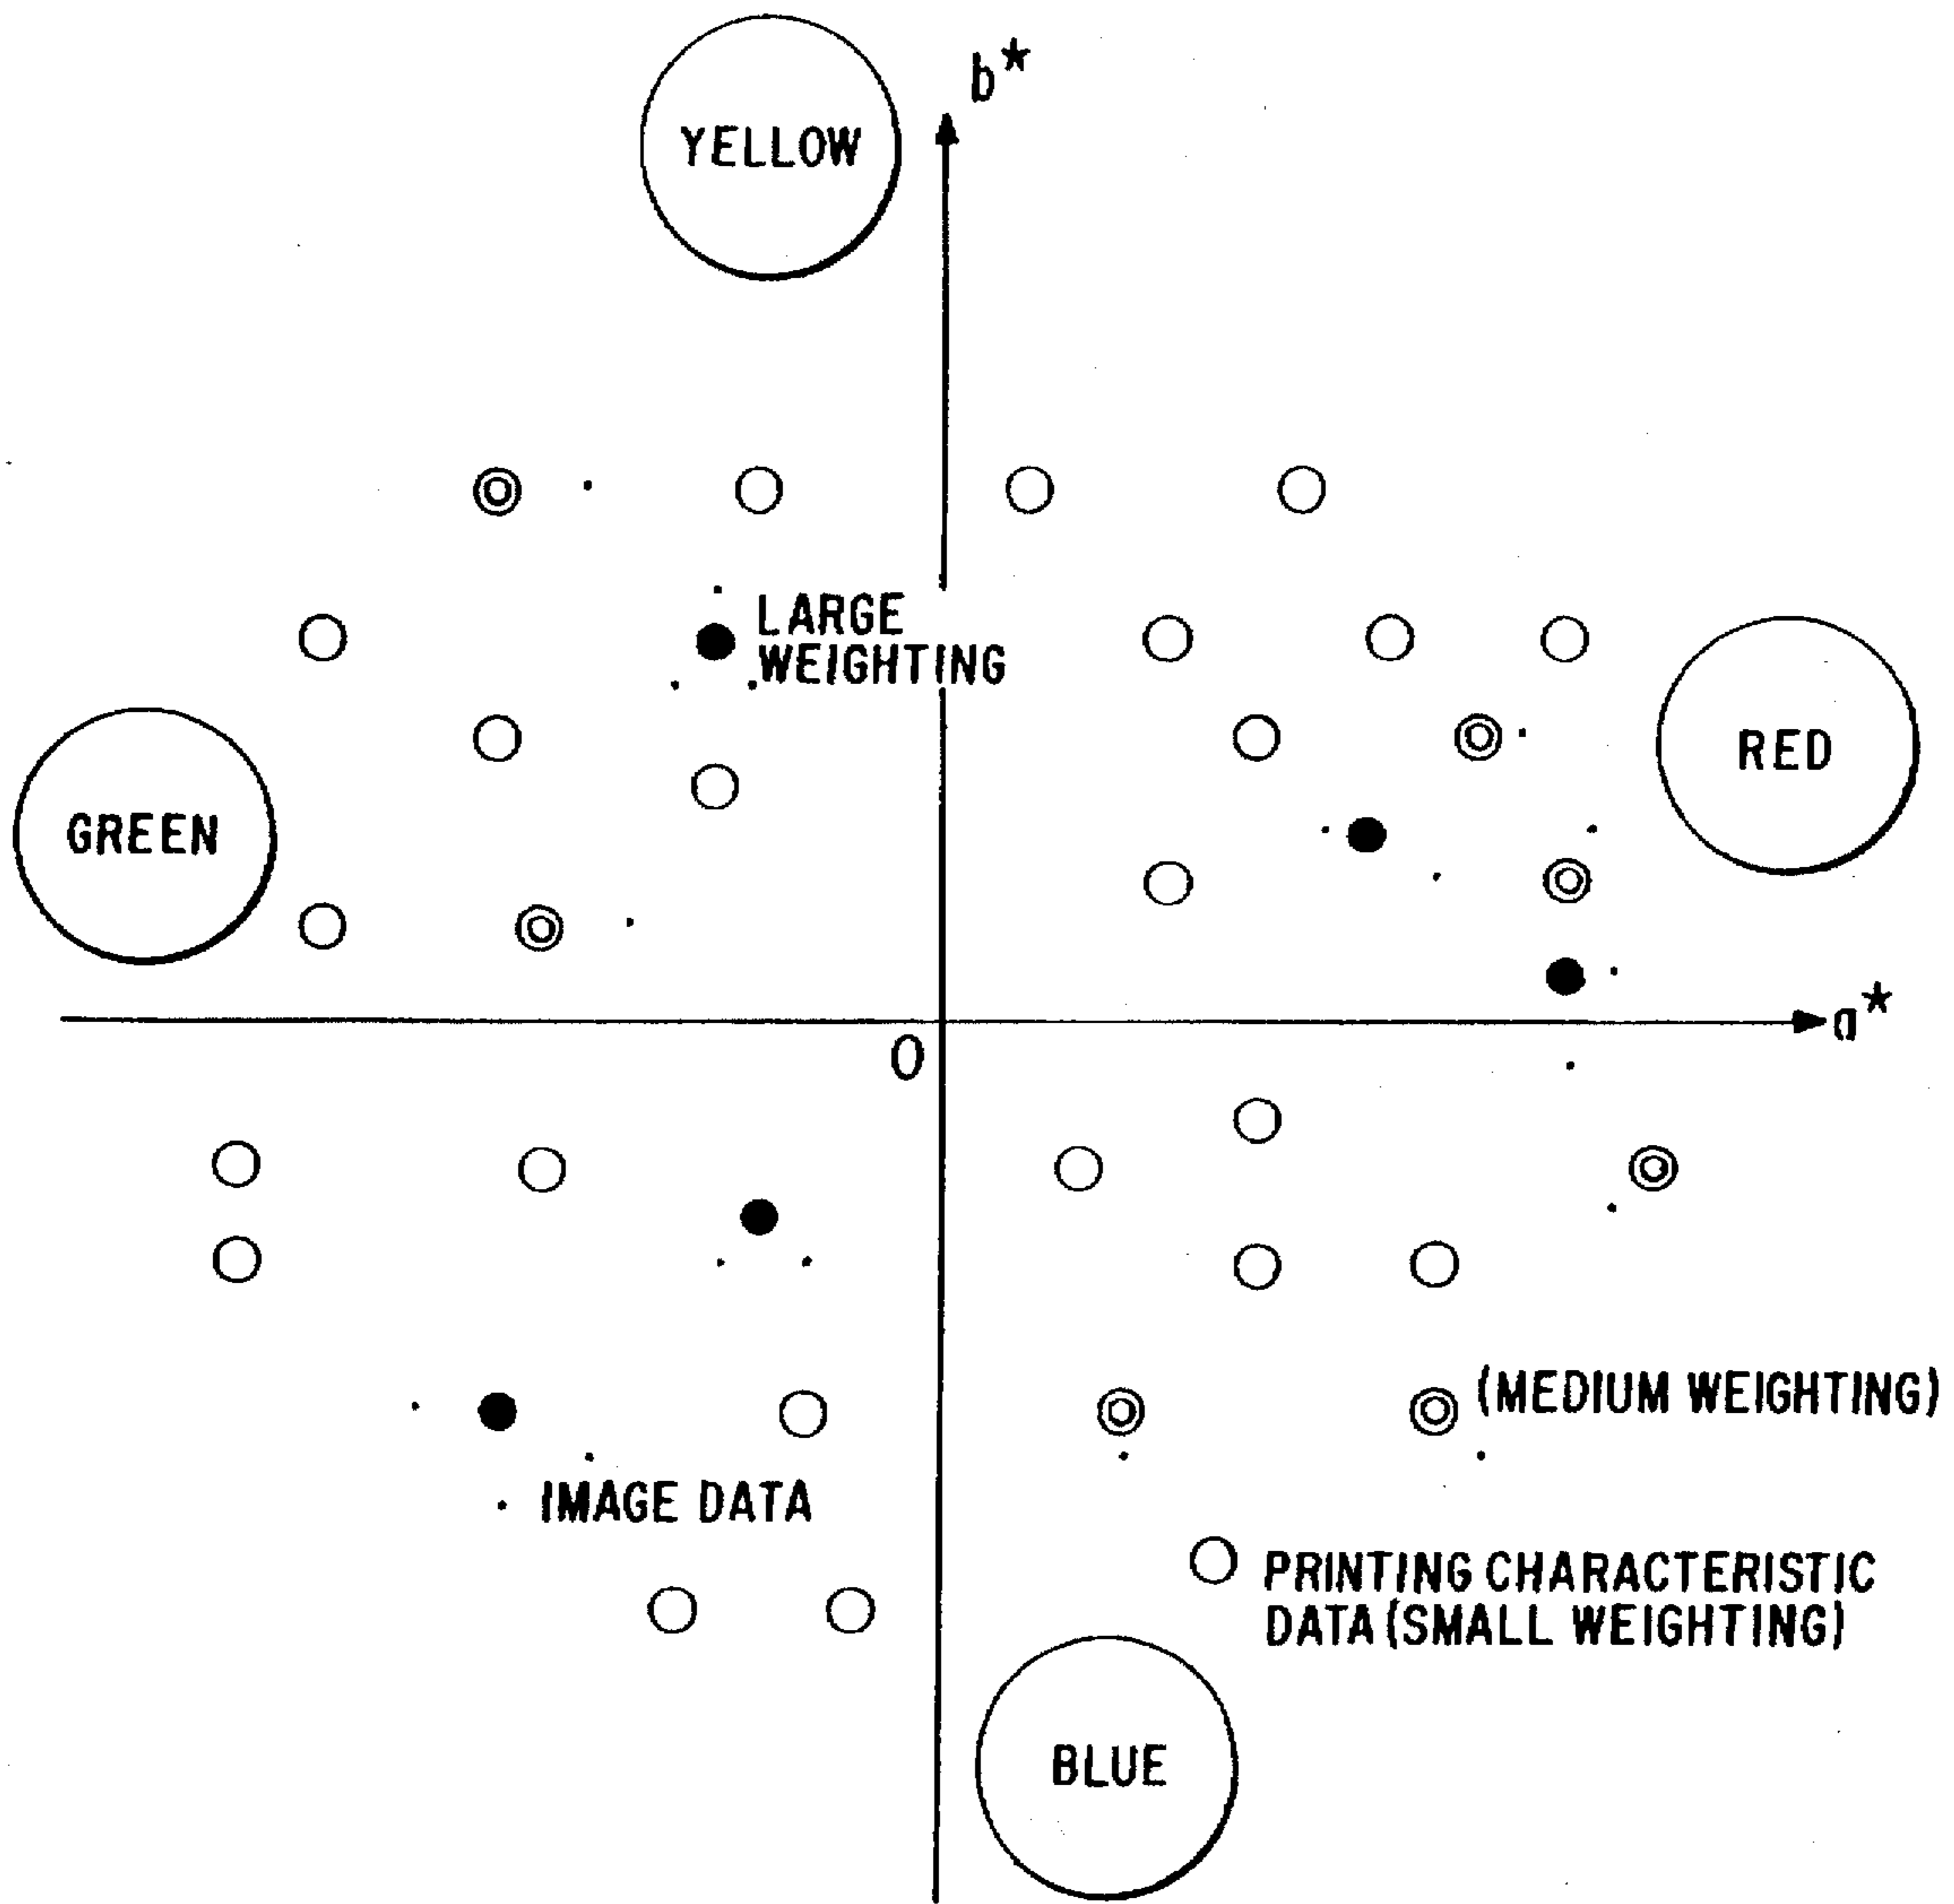 b*
YELLOW
LARGE
WEIGHTING
RED
GREEN
a*
0
(MEDIUM WEIGHTING)
IMAGE DATA
PRINTING CHARACTERISTIC
DATA (SMALL WEIGHTING)
BLUE